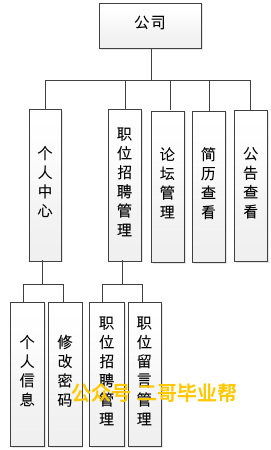 公司
个人中心
职位招聘管理
论坛管理
简历查看
公告查看
个人信息
修改密码
职位招聘管理
职位留言管理
公众号 二哥毕业帮